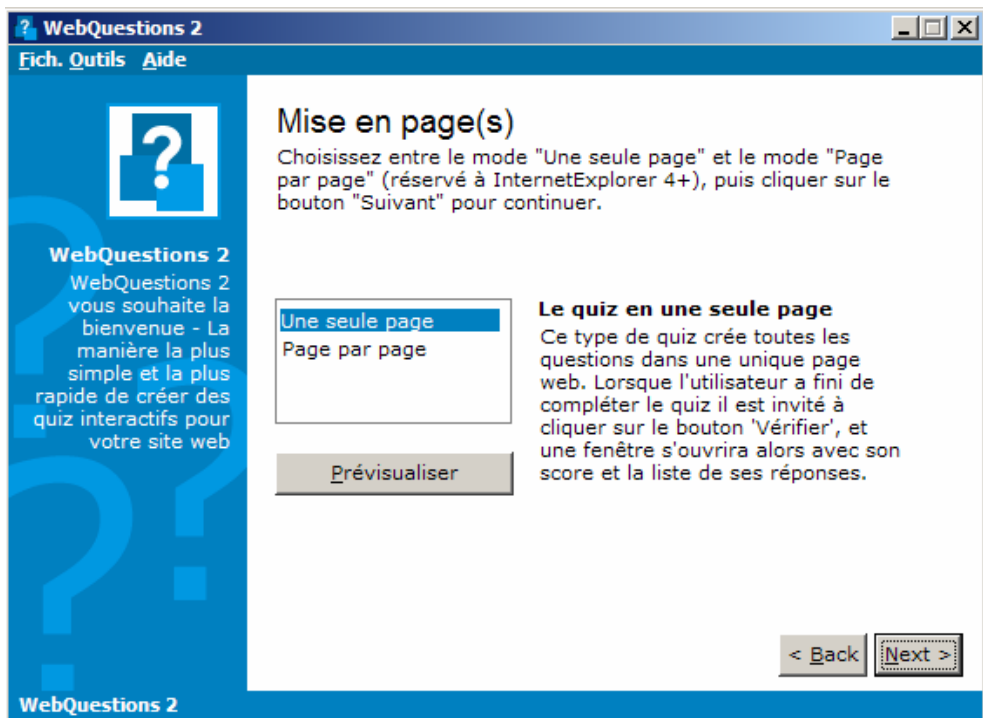 WebQuestions 2
Fich. Outils Aide
?
WebQuestions 2
WebQuestions 2
vous souhaite la
bienvenue - La
manière la plus
simple et la plus
rapide de créer des
quiz interactifs pour
votre site web
Mise en page(s)
Choisissez entre le mode "Une seule page" et le mode "Page
par page" (réservé à InternetExplorer 4+), puis cliquer sur le
bouton "Suivant" pour continuer.
Une seule page
Page par page
Prévisualiser
Le quiz en une seule page
Ce type de quiz crée toutes les
questions dans une unique page
web. Lorsque l'utilisateur a fini de
compléter le quiz il est invité à
cliquer sur le bouton 'Vérifier', et
une fenêtre s'ouvrira alors avec son
score et la liste de ses réponses.
< Back Next >
WebQuestions 2